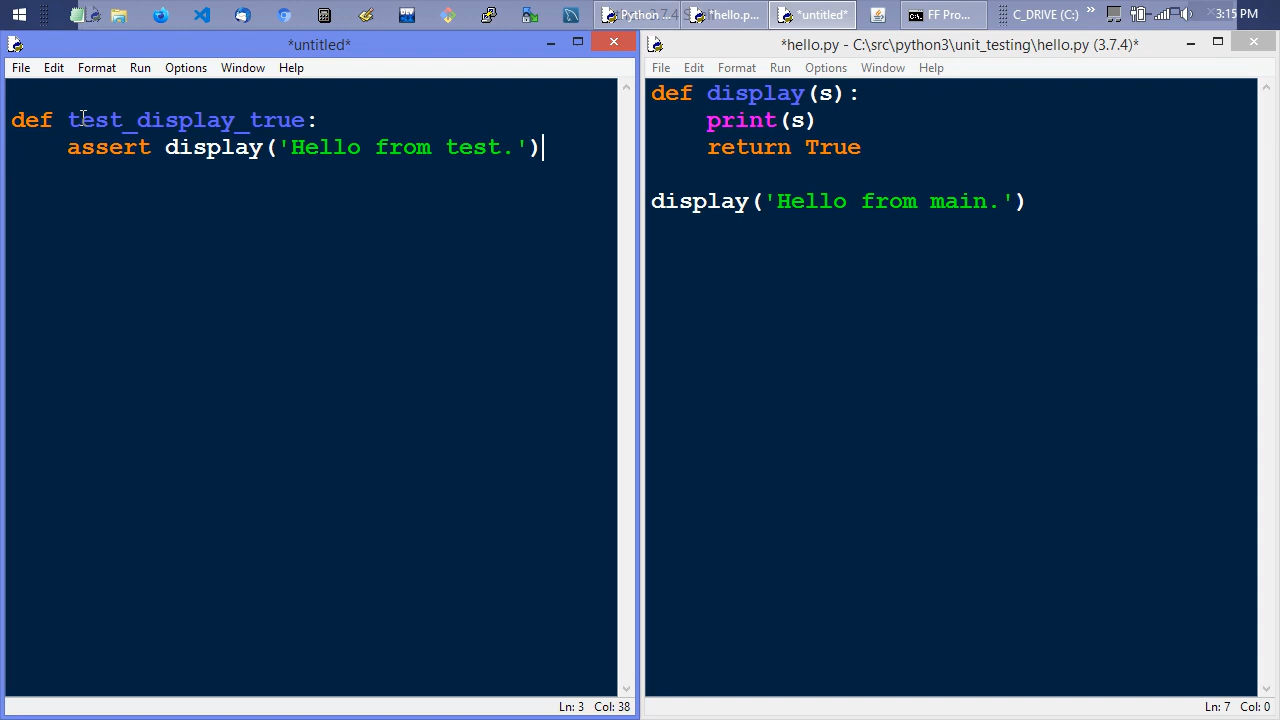 Python ...
*hello.p...
*untitled*
FF Pro...
C_DRIVE (C:)
»
3:15 PM
*untitled*
File Edit Format Run Options Window Help
def test_display_true:
    assert display('Hello from test.')
Ln: 3 Col: 38
*hello.py - C:\src\python3\unit_testing\hello.py (3.7.4)*
File Edit Format Run Options Window Help
def display(s):
    print(s)
    return True
display('Hello from main.')
Ln: 7 Col: 0